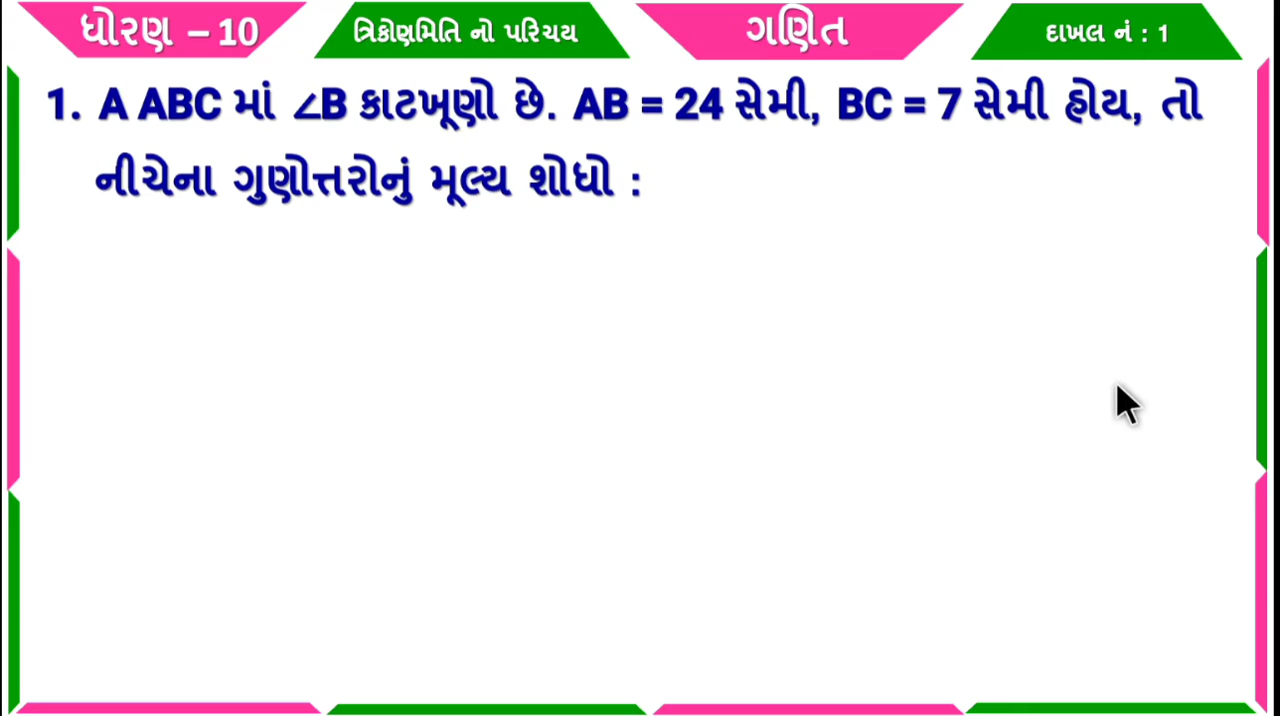 ધોરણ – 10 ત્રિકોણમિતિ નો પરિચય ગણિત દાખલ નં : 1
1. A ABC માં ∠B કાટખૂણો છે. AB = 24 સેમી, BC = 7 સેમી હોય, તો
નીચેના ગુણોત્તરોનું મૂલ્ય શોધો :